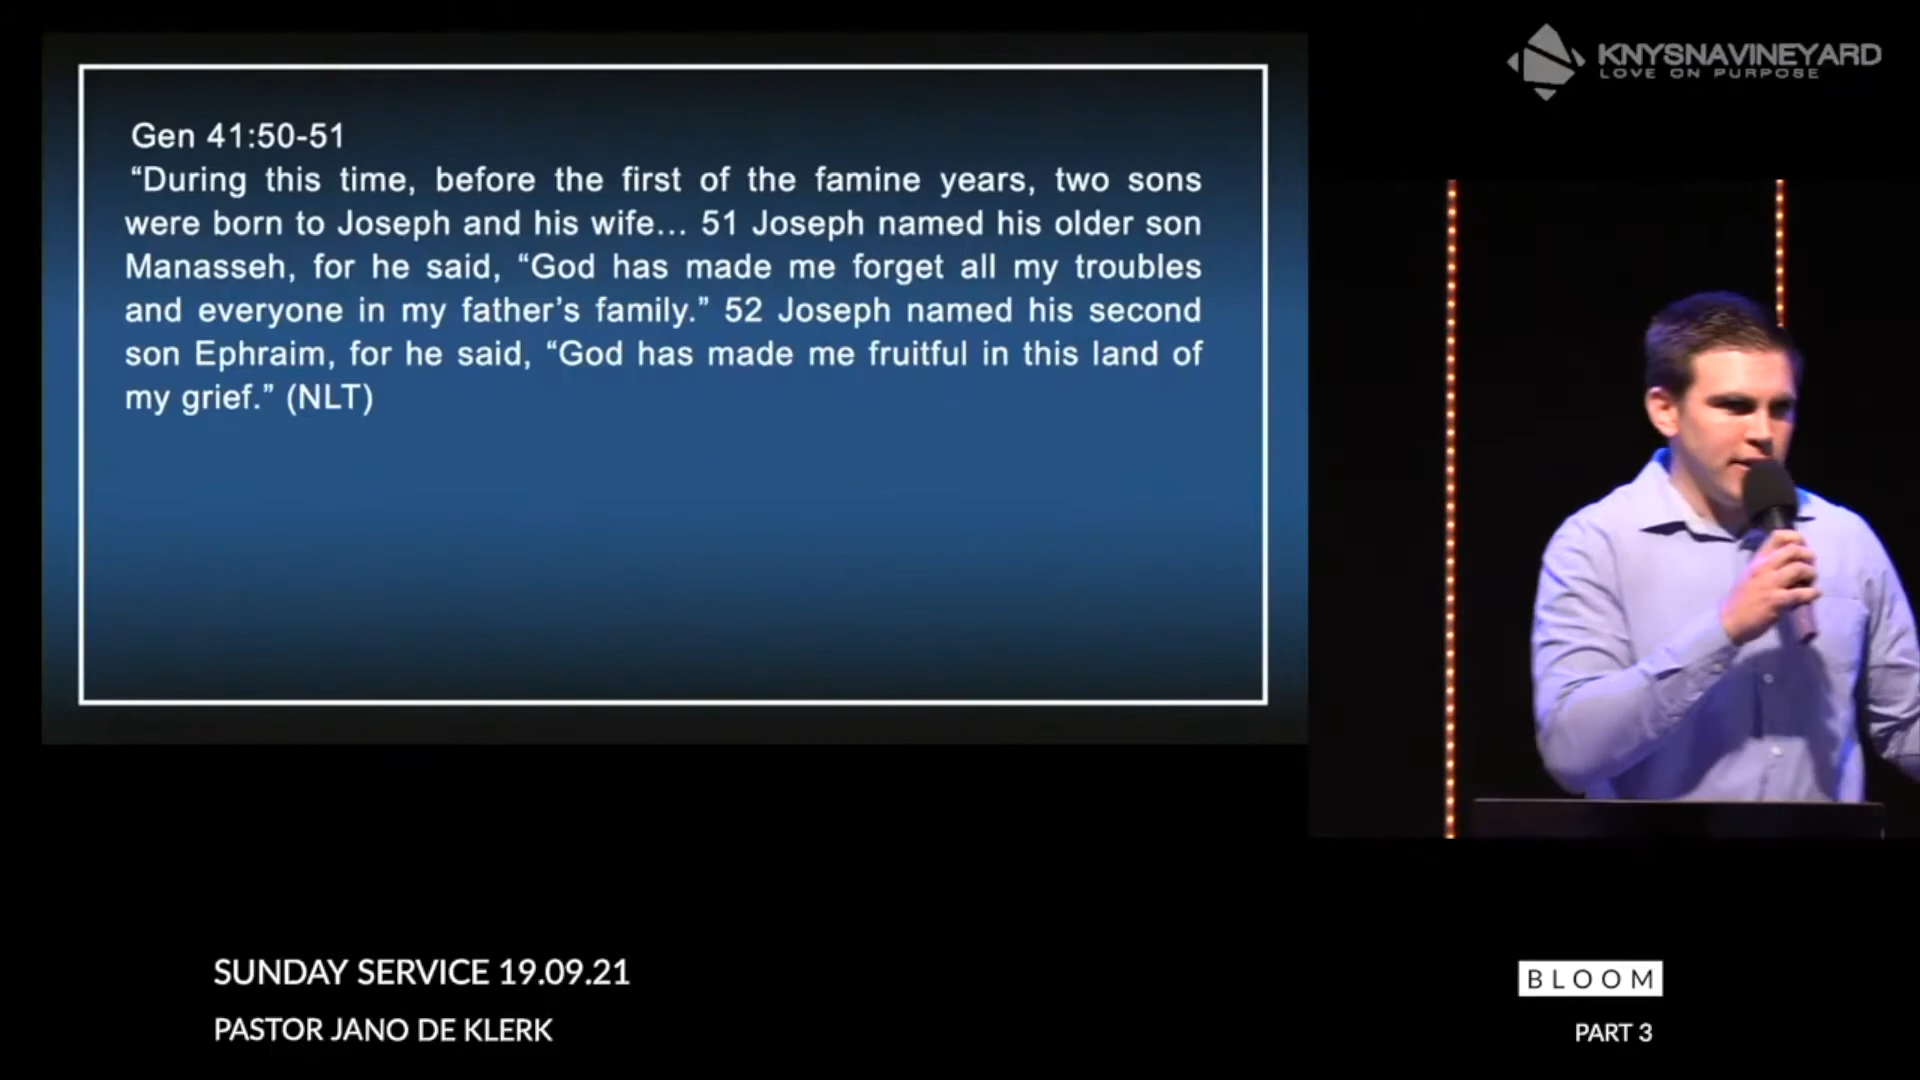 KNYSNAVINEYARD
LOVE ON PURPOSE
Gen 41:50-51
“During this time, before the first of the famine years, two sons
were born to Joseph and his wife... 51 Joseph named his older son
Manasseh, for he said, “God has made me forget all my troubles
and everyone in my father’s family.” 52 Joseph named his second
son Ephraim, for he said, “God has made me fruitful in this land of
my grief.” (NLT)
SUNDAY SERVICE 19.09.21
PASTOR JANO DE KLERK
BLOOM
PART 3